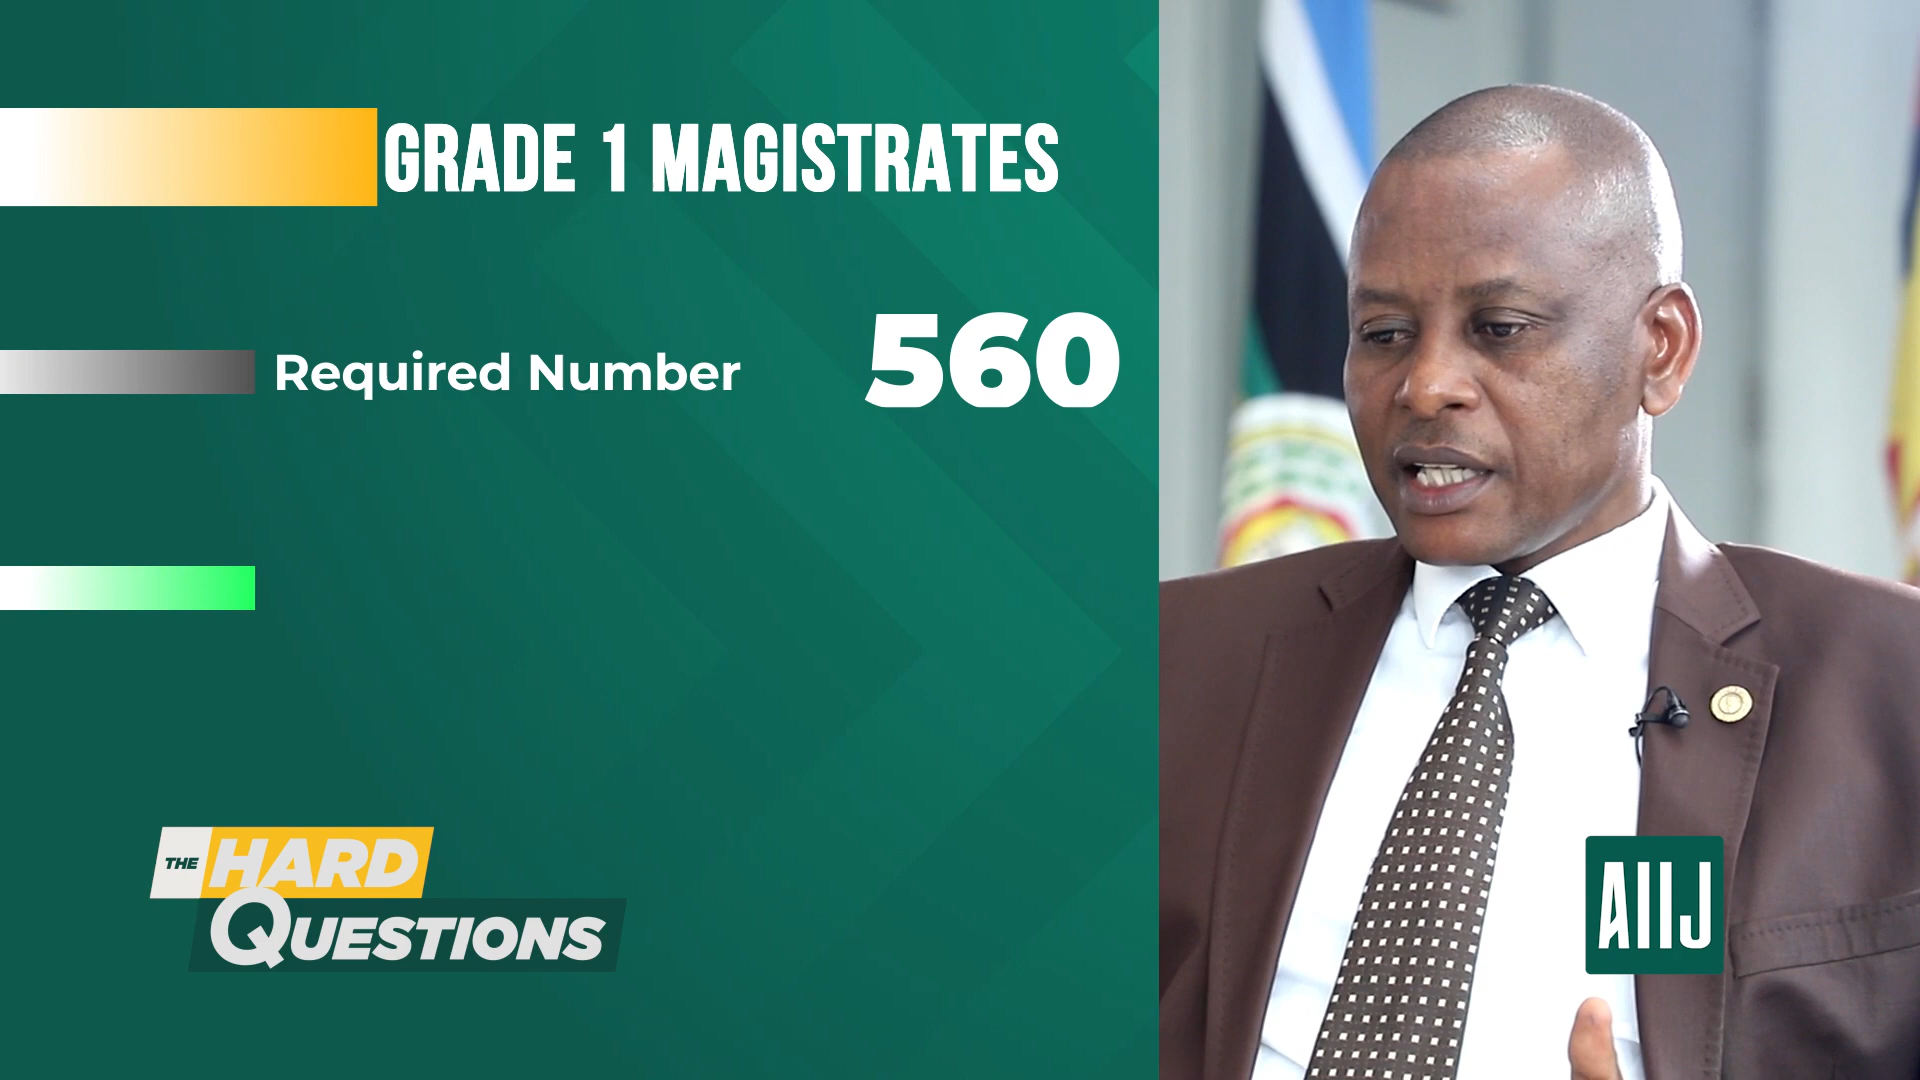 GRADE 1 MAGISTRATES
Required Number
560
THE
HARD
QUESTIONS
AIIJ